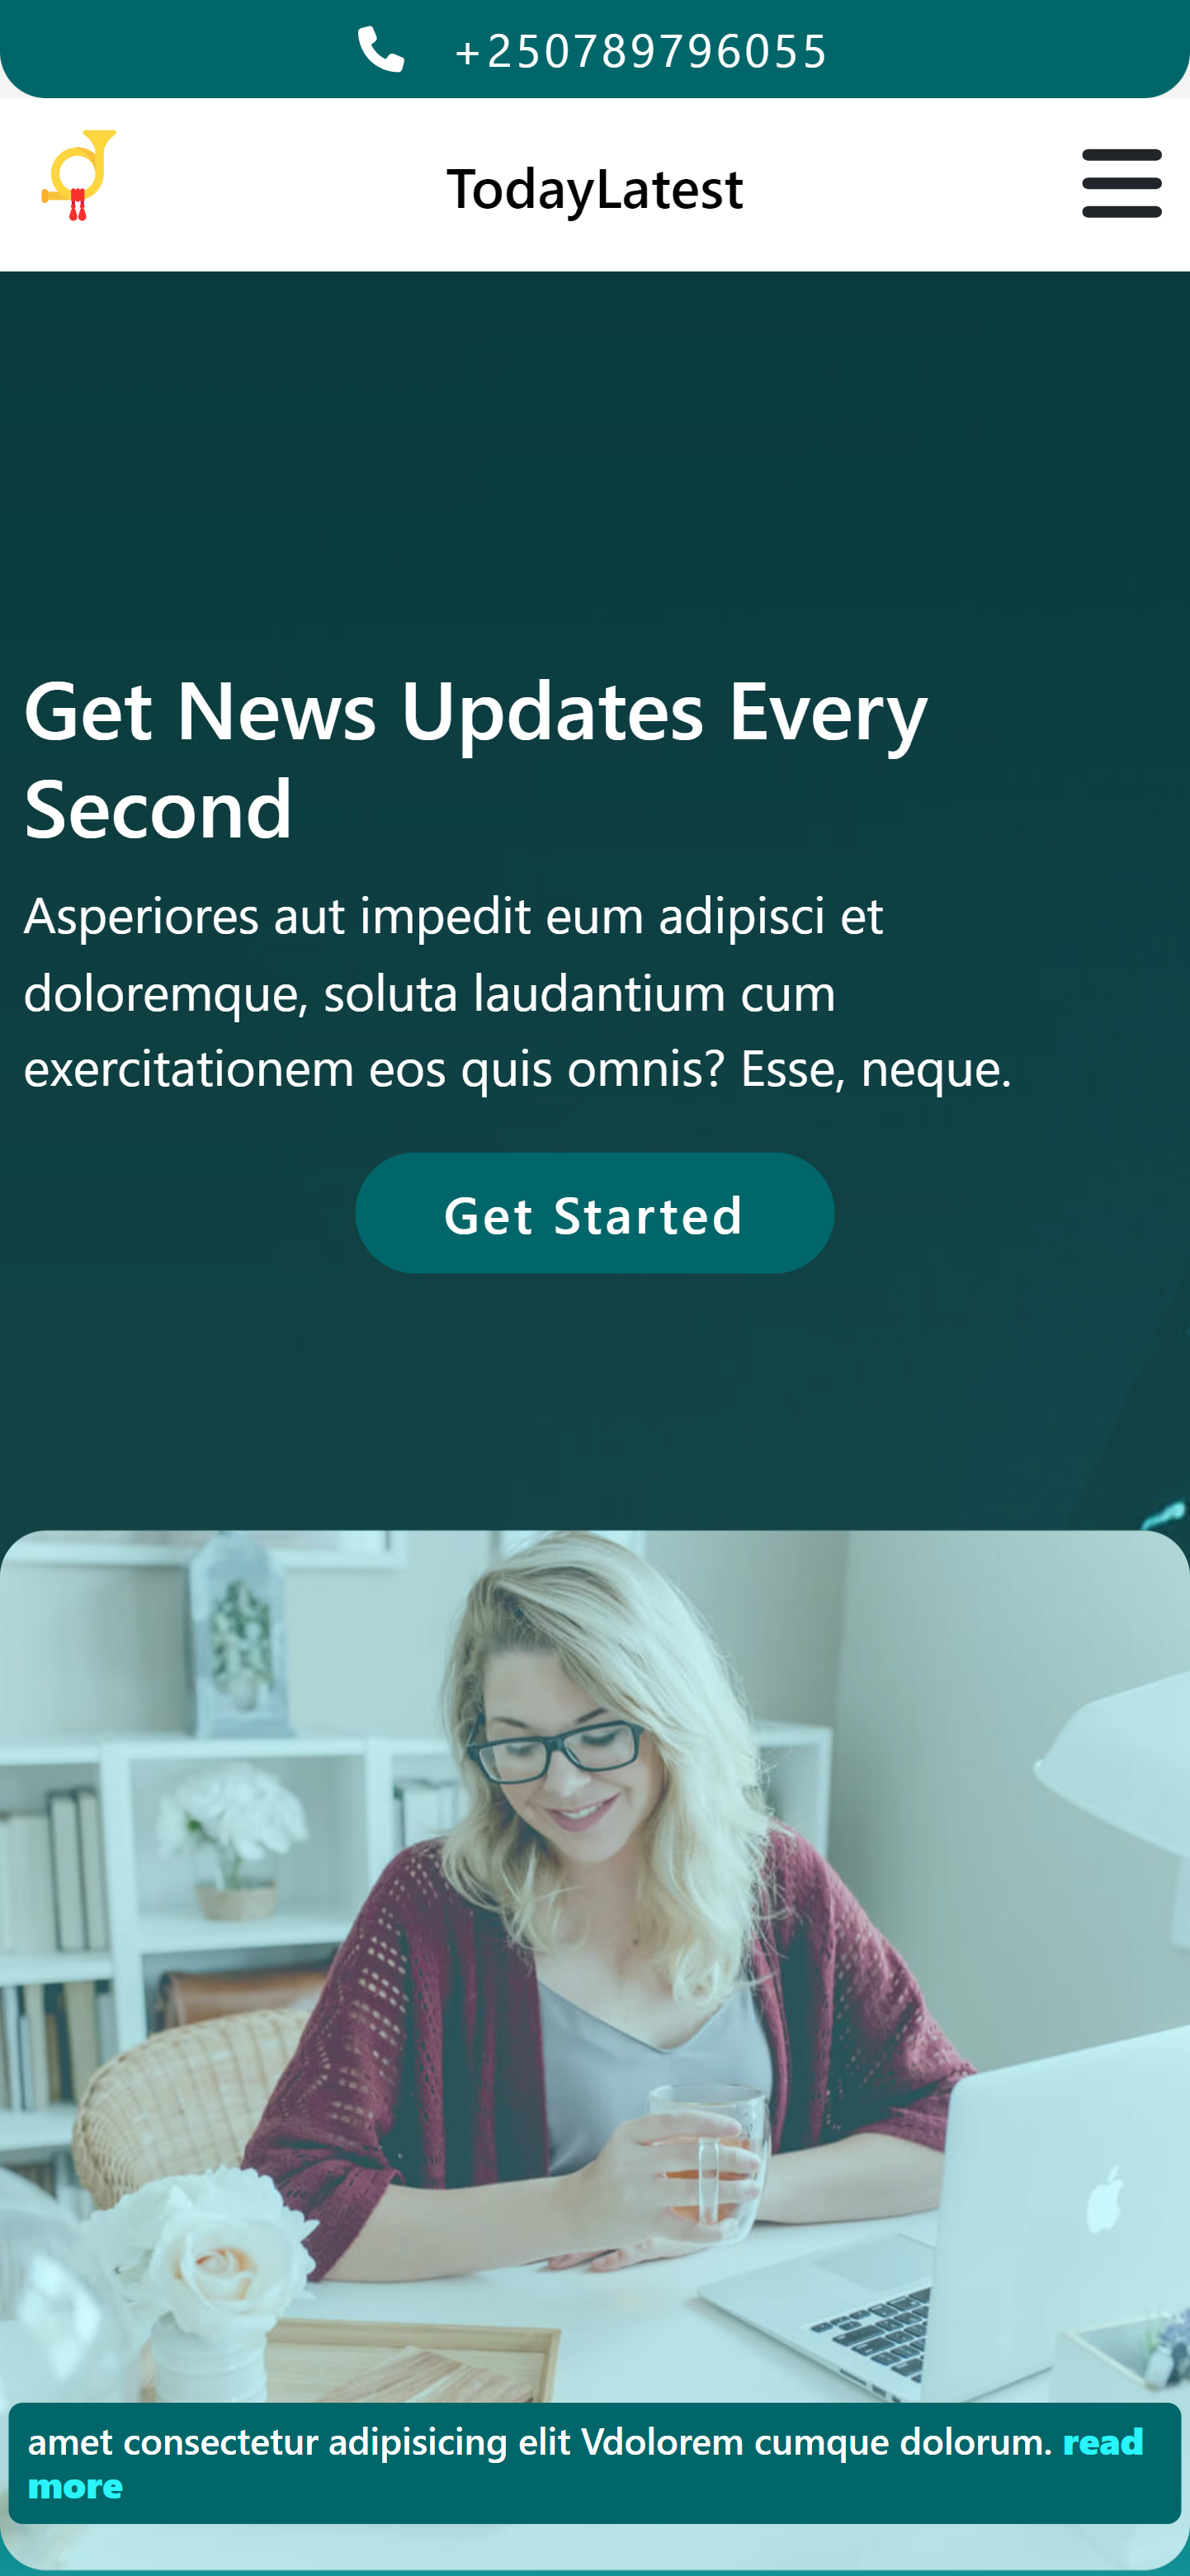 +250789796055
TodayLatest
Get News Updates Every
Second
Asperiores aut impedit eum adipisci et
doloremque, soluta laudantium cum
exercitationem eos quis omnis? Esse, neque.
Get Started
amet consectetur adipisicing elit Vdolorem cumque dolorum. read
more